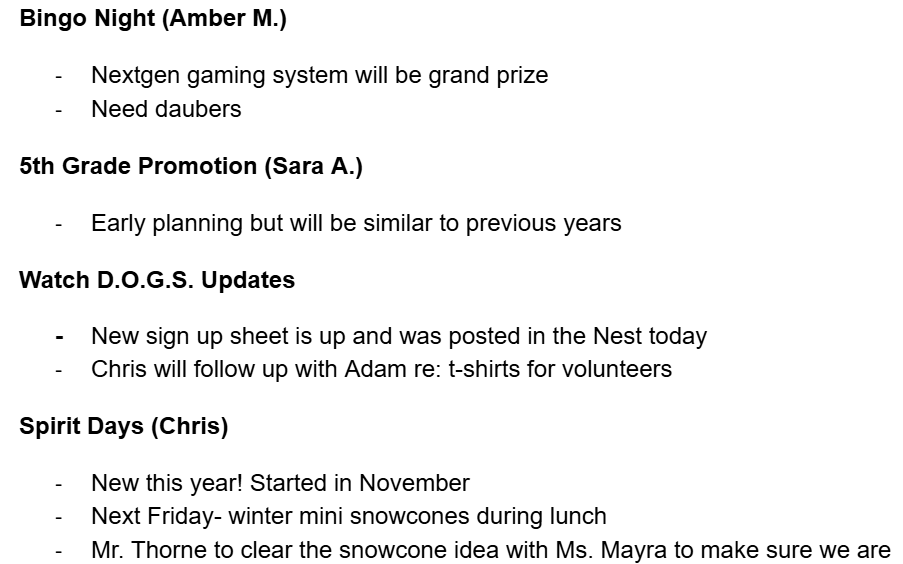 Bingo Night (Amber M.)
- Nextgen gaming system will be grand prize
- Need daubers
5th Grade Promotion (Sara A.)
- Early planning but will be similar to previous years
Watch D.O.G.S. Updates
- New sign up sheet is up and was posted in the Nest today
- Chris will follow up with Adam re: t-shirts for volunteers
Spirit Days (Chris)
- New this year! Started in November
- Next Friday- winter mini snowcones during lunch
- Mr. Thorne to clear the snowcone idea with Ms. Mayra to make sure we are